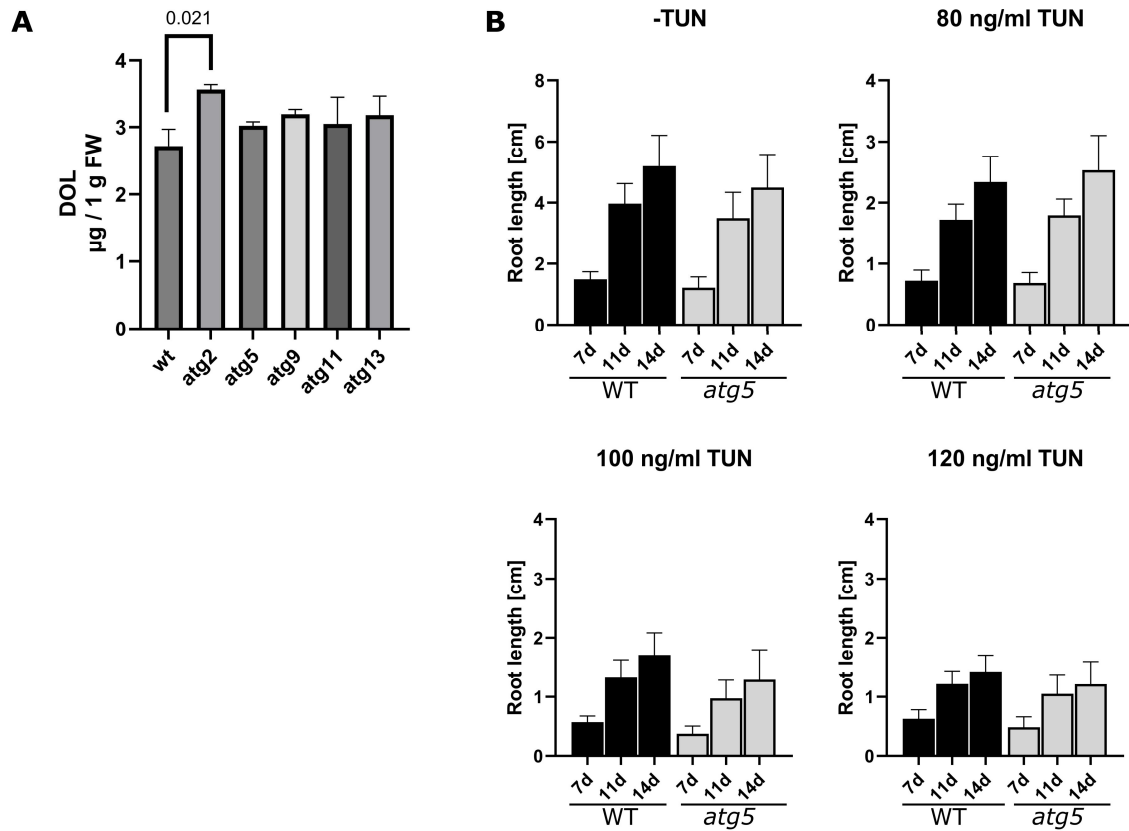 A
0.021
4
3
2
1
0
DOL
µg / 1 g FW
wt
atg2
atg5
atg9
atg11
atg13
B
-TUN
8
6
4
2
0
Root length [cm]
7d
11d
14d
7d
11d
14d
WT
atg5
80 ng/ml TUN
4
3
2
1
0
Root length [cm]
7d
11d
14d
7d
11d
14d
WT
atg5
100 ng/ml TUN
4
3
2
1
0
Root length [cm]
7d
11d
14d
7d
11d
14d
WT
atg5
120 ng/ml TUN
4
3
2
1
0
Root length [cm]
7d
11d
14d
7d
11d
14d
WT
atg5